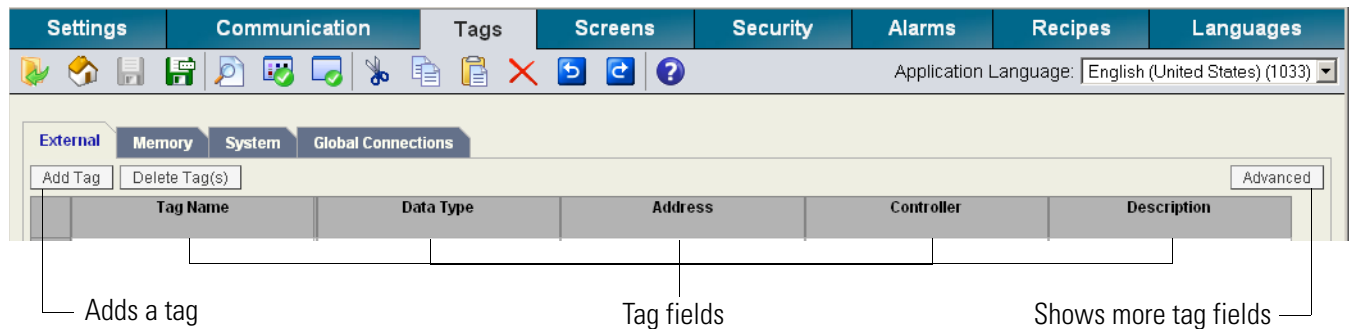 Settings Communication Tags Screens Security Alarms Recipes Languages
Application Language: English (United States) (1033)
External Memory System Global Connections
Add Tag Delete Tag(s) Advanced
Tag Name Data Type Address Controller Description
Adds a tag Tag fields Shows more tag fields